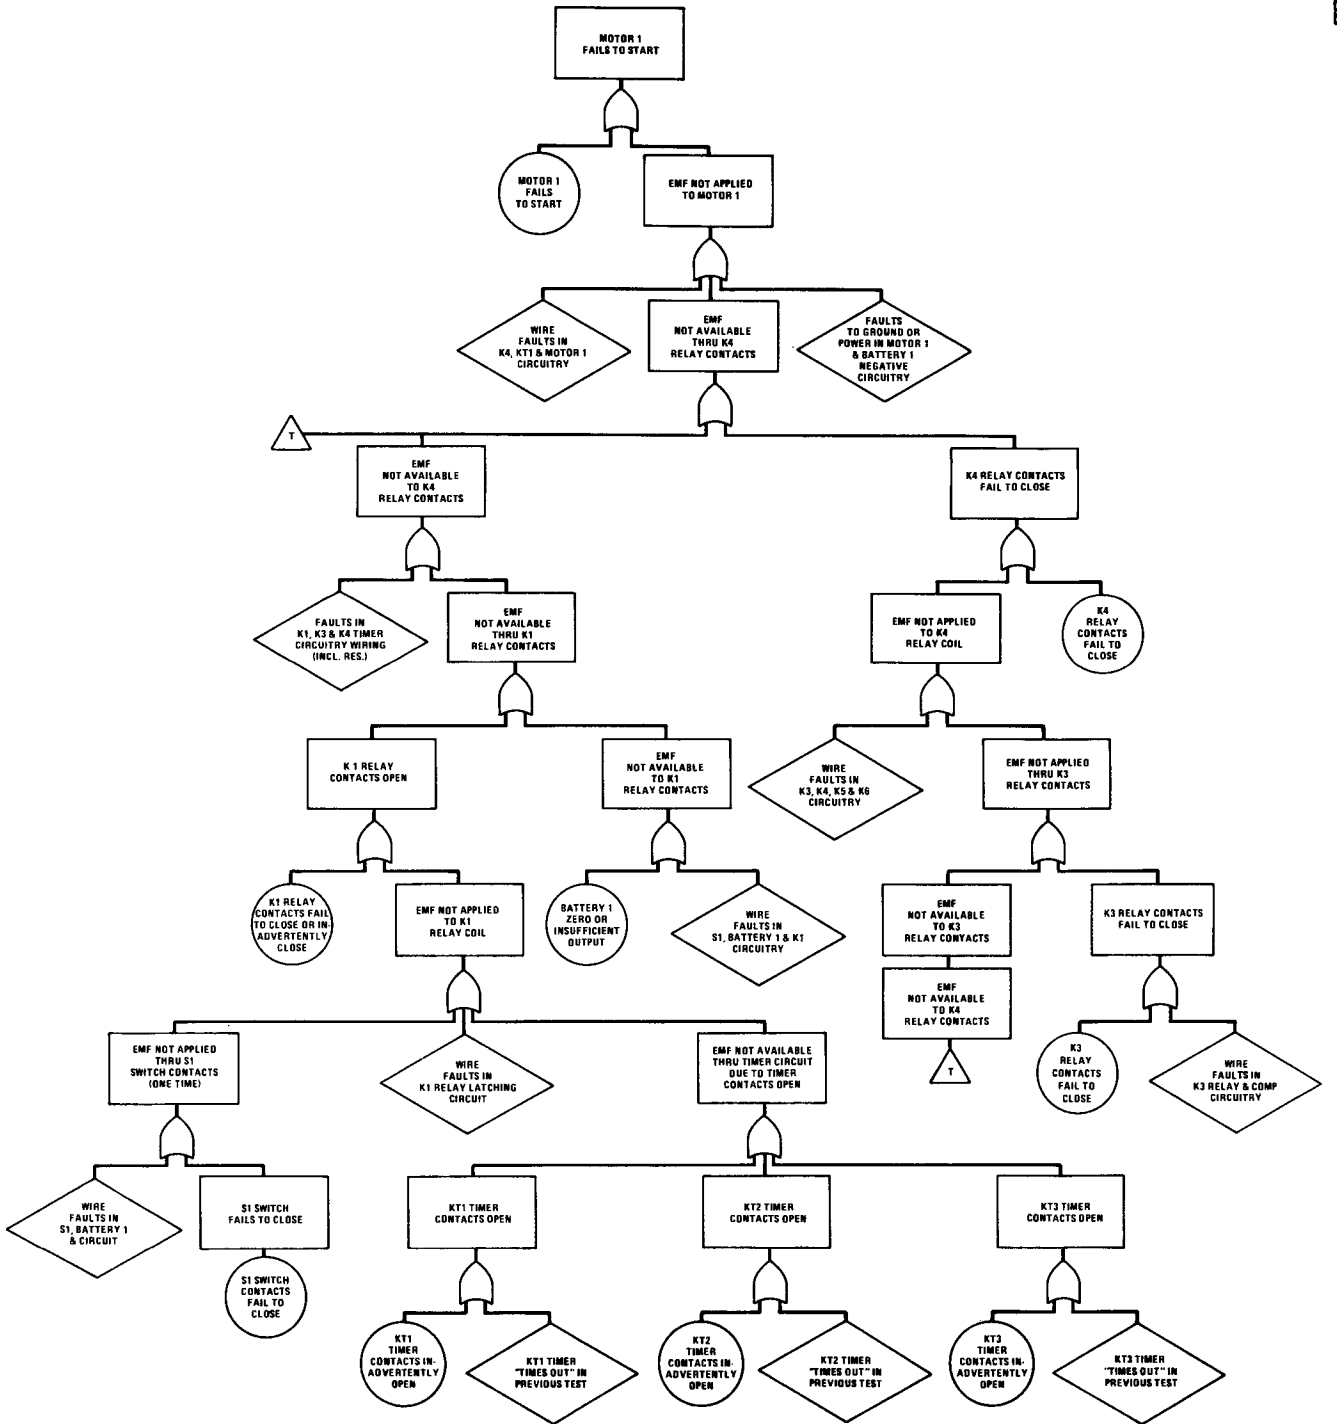 MOTOR 1
FAILS TO START
MOTOR 1
FAILS
TO START
EMF NOT APPLIED
TO MOTOR 1
WIRE
FAULTS IN
K4, KT1 & MOTOR 1
CIRCUITRY
EMF
NOT AVAILABLE
THRU K4
RELAY CONTACTS
FAULTS
TO GROUND OR
POWER IN MOTOR 1
& BATTERY 1
NEGATIVE
CIRCUITRY
T
EMF
NOT AVAILABLE
TO K4
RELAY CONTACTS
K4 RELAY CONTACTS
FAIL TO CLOSE
FAULTS IN
K1, K3 & K4 TIMER
CIRCUITRY WIRING
(INCL. RES.)
EMF
NOT AVAILABLE
THRU K1
RELAY CONTACTS
EMF NOT APPLIED
TO K4
RELAY COIL
K4
RELAY
CONTACTS
FAIL TO
CLOSE
K1 RELAY
CONTACTS OPEN
EMF
NOT AVAILABLE
TO K1
RELAY CONTACTS
WIRE
FAULTS IN
K3, K4, K5 & K6
CIRCUITRY
EMF NOT APPLIED
THRU K3
RELAY CONTACTS
K1 RELAY
CONTACTS FAIL
TO CLOSE OR IN-
ADVERTENTLY
CLOSE
EMF NOT APPLIED
TO K1
RELAY COIL
BATTERY 1
ZERO OR
INSUFFICIENT
OUTPUT
WIRE
FAULTS IN
S1, BATTERY 1 & K1
CIRCUITRY
EMF
NOT AVAILABLE
TO K3
RELAY CONTACTS
K3 RELAY CONTACTS
FAIL TO CLOSE
EMF
NOT AVAILABLE
TO K4
RELAY CONTACTS
T
EMF NOT APPLIED
THRU S1
SWITCH CONTACTS
(ONE TIME)
WIRE
FAULTS IN
K1 RELAY LATCHING
CIRCUIT
EMF NOT AVAILABLE
THRU TIMER CIRCUIT
DUE TO TIMER
CONTACTS OPEN
K3
RELAY
CONTACTS
FAIL TO
CLOSE
WIRE
FAULTS IN
K3 RELAY & COMP
CIRCUITRY
WIRE
FAULTS IN
S1, BATTERY 1
& CIRCUIT
S1 SWITCH
FAILS TO CLOSE
KT1 TIMER
CONTACTS OPEN
KT2 TIMER
CONTACTS OPEN
KT3 TIMER
CONTACTS OPEN
S1 SWITCH
CONTACTS
FAIL TO
CLOSE
KT1
TIMER
CONTACTS IN-
ADVERTENTLY
OPEN
KT1 TIMER
"TIMES OUT" IN
PREVIOUS TEST
KT2
TIMER
CONTACTS IN-
ADVERTENTLY
OPEN
KT2 TIMER
"TIMES OUT" IN
PREVIOUS TEST
KT3
TIMER
CONTACTS IN-
ADVERTENTLY
OPEN
KT3 TIMER
"TIMES OUT" IN
PREVIOUS TEST